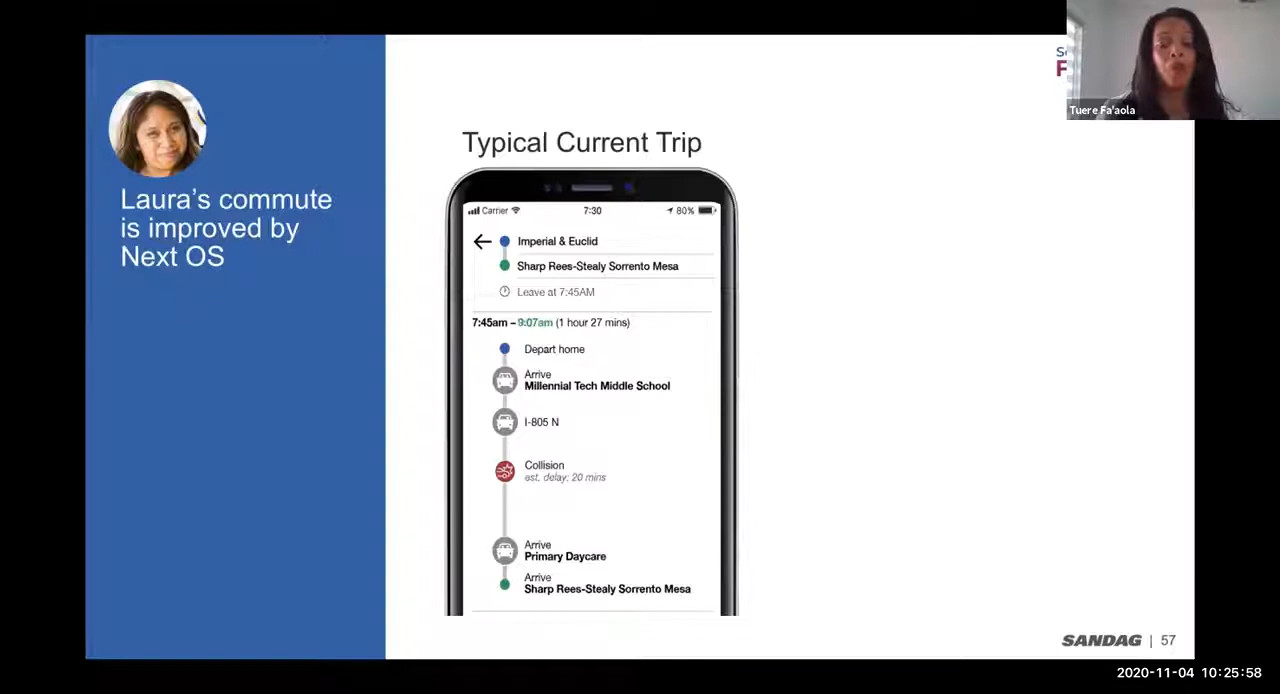 Tuere Fa'aola
Laura's commute
is improved by
Next OS
Typical Current Trip
Carrier
7:30
80%
Imperial & Euclid
Sharp Rees-Stealy Sorrento Mesa
Leave at 7:45AM
7:45am – 9:07am (1 hour 27 mins)
Depart home
Arrive
Millennial Tech Middle School
I-805 N
Collision
est. delay: 20 mins
Arrive
Primary Daycare
Arrive
Sharp Rees-Stealy Sorrento Mesa
SANDAG | 57
2020-11-04 10:25:58